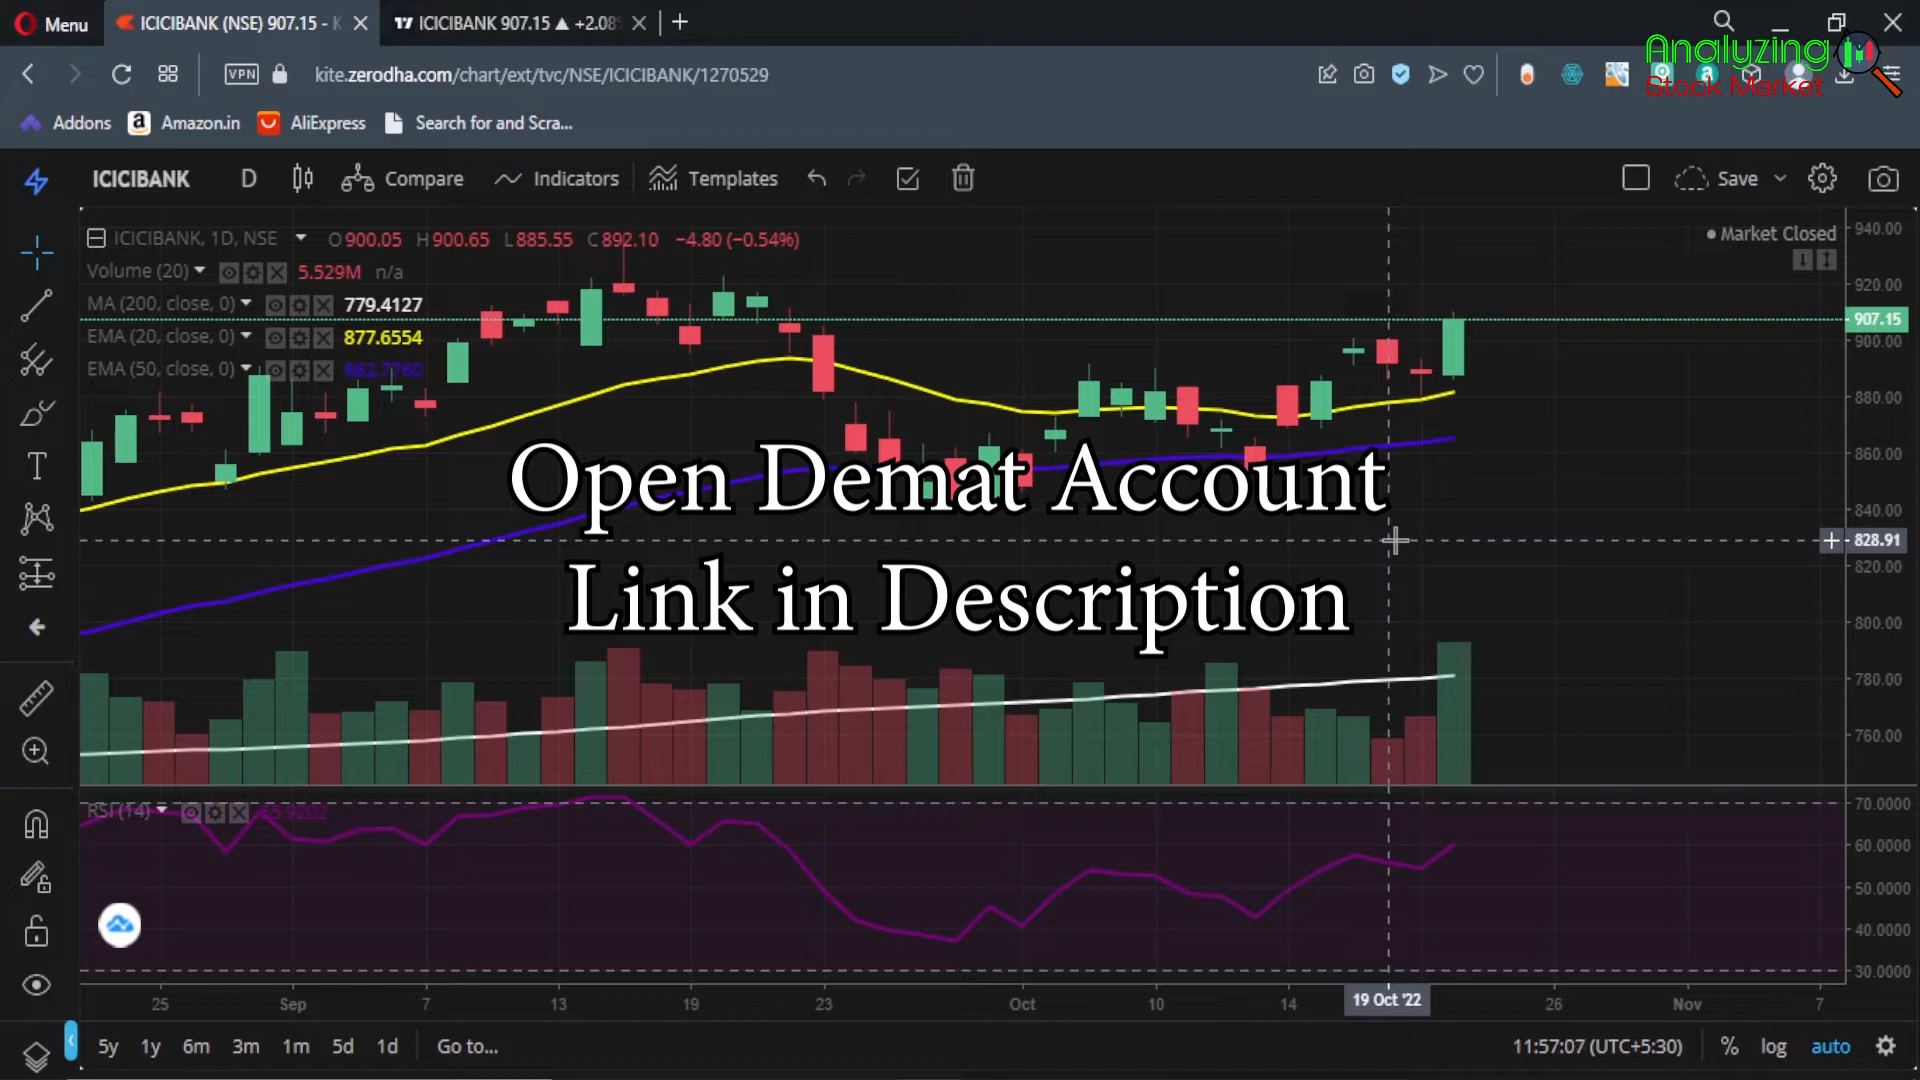 Menu
ICICIBANK (NSE) 907.15 - K
ICICIBANK 907.15 ▲ +2.08%
Analyzing
Stock Market
VPN
kite.zerodha.com/chart/ext/tvc/NSE/ICICIBANK/1270529
Addons
Amazon.in
AliExpress
Search for and Scra...
ICICIBANK
D
Compare
Indicators
Templates
Save
ICICIBANK, 1D, NSE
O900.05 H900.65 L885.55 C892.10 −4.80 (−0.54%)
Market Closed
Volume (20)
5.529M n/a
MA (200, close, 0)
779.4127
EMA (20, close, 0)
877.6554
EMA (50, close, 0)
862.7760
940.00
920.00
907.15
900.00
880.00
860.00
840.00
828.91
820.00
800.00
780.00
760.00
Open Demat Account
Link in Description
RSI (14)
70.0000
60.0000
50.0000
40.0000
30.0000
25
Sep
7
13
19
23
Oct
10
14
19 Oct '22
26
Nov
7
5y 1y 6m 3m 1m 5d 1d
Go to...
11:57:07 (UTC+5:30)
%
log
auto